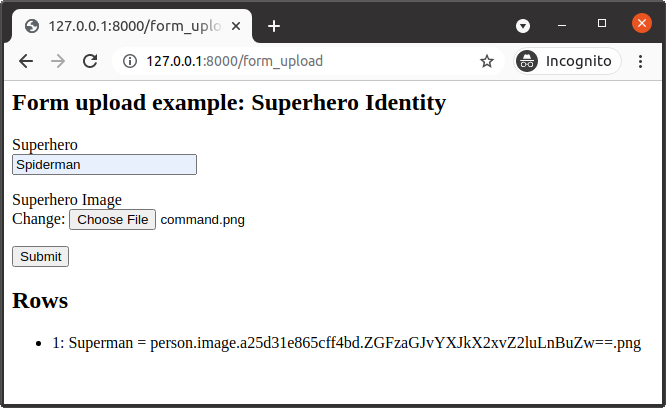 127.0.0.1:8000/form_uplo
127.0.0.1:8000/form_upload
Incognito
Form upload example: Superhero Identity
Superhero
Spiderman
Superhero Image
Change: Choose File command.png
Submit
Rows
1: Superman = person.image.a25d31e865cff4bd.ZGFzaGJvYXJkX2xvZ2luLnBuZw==.png